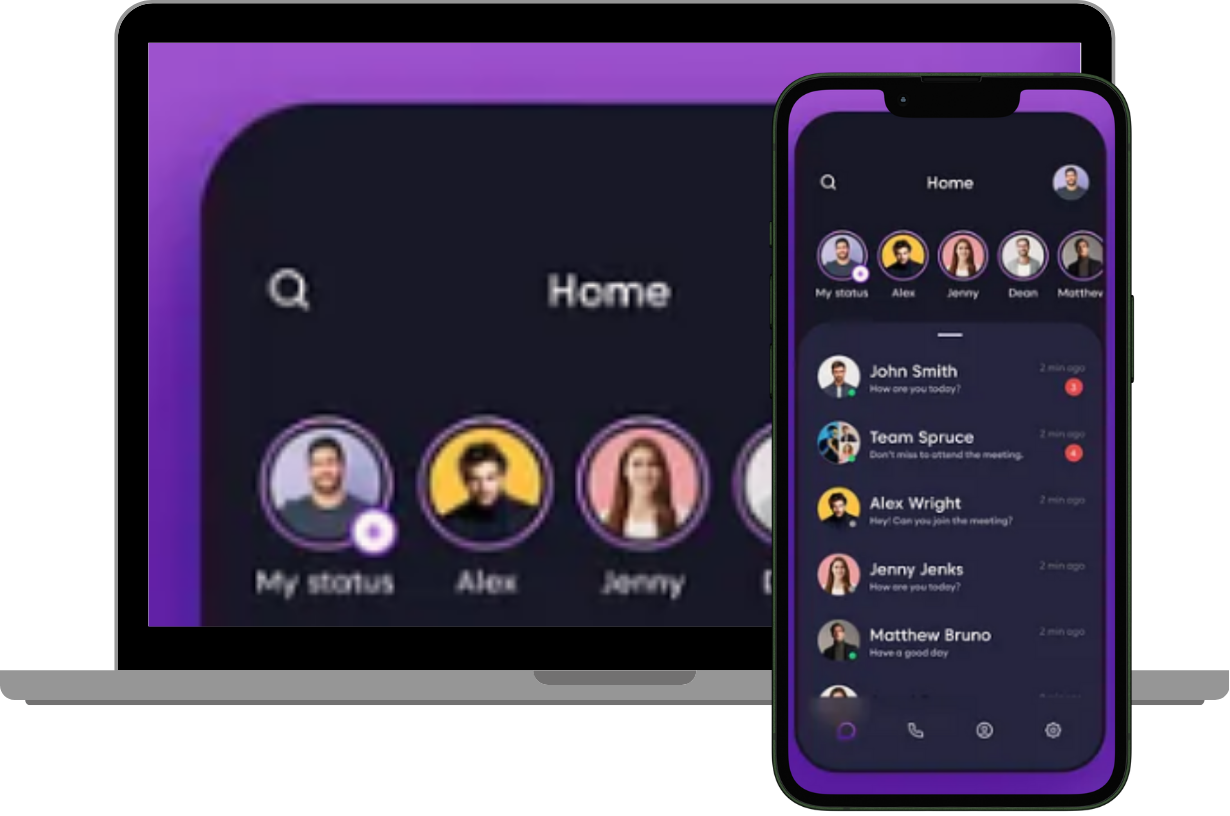 Home
My status
Alex
Jenny
Home
My status
Alex
Jenny
Dean
Matthew
John Smith
2 min ago
How are you today?
3
Team Spruce
2 min ago
Don't miss to attend the meeting.
4
Alex Wright
2 min ago
Hey! Can you join the meeting?
Jenny Jenks
2 min ago
How are you today?
Matthew Bruno
2 min ago
Have a good day